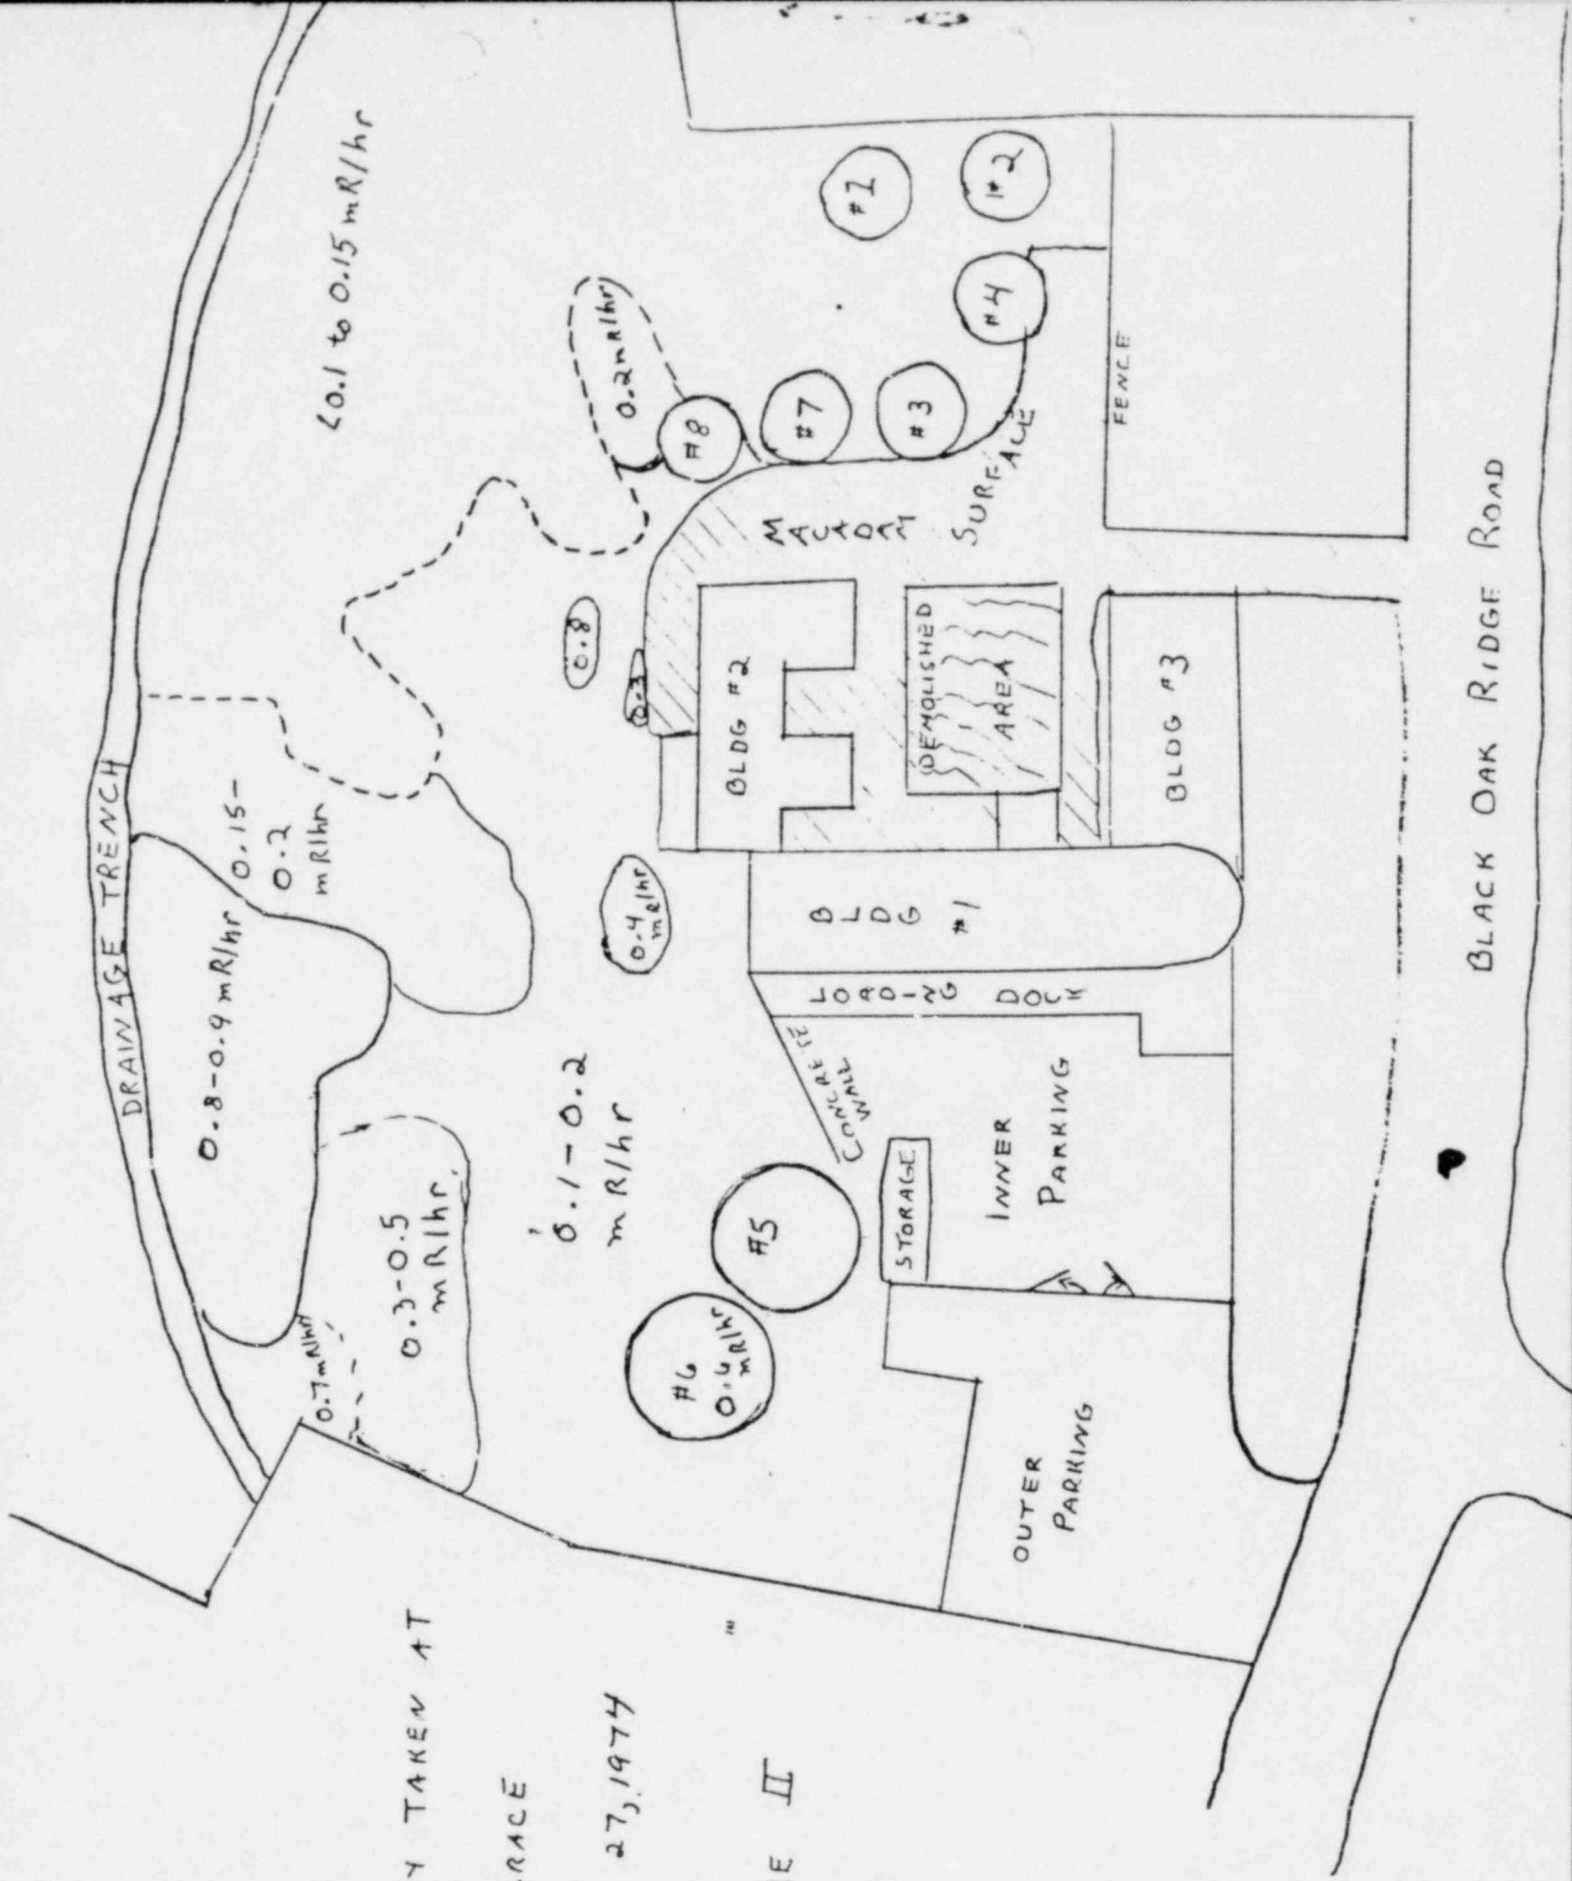 DRAINAGE TRENCH
<0.1 to 0.15 mR/hr
0.15-
0.2
mR/hr
0.8-0.9 mR/hr
0.7 mR/hr
0.3-0.5
mR/hr
0.1-0.2
mR/hr
0.2 mR/hr
0.8
0.3
0.4
mR/hr
#8
#7
#3
#4
#1
#2
MACADAM
SURFACE
FENCE
BLDG #2
DEMOLISHED
AREA
BLDG #3
BLDG
#1
LOADING DOCK
CONCRETE
WALL
STORAGE
INNER
PARKING
#5
#6
mR/hr
OUTER
PARKING
BLACK OAK RIDGE ROAD
Y TAKEN AT
RACE
27, 1974
E II